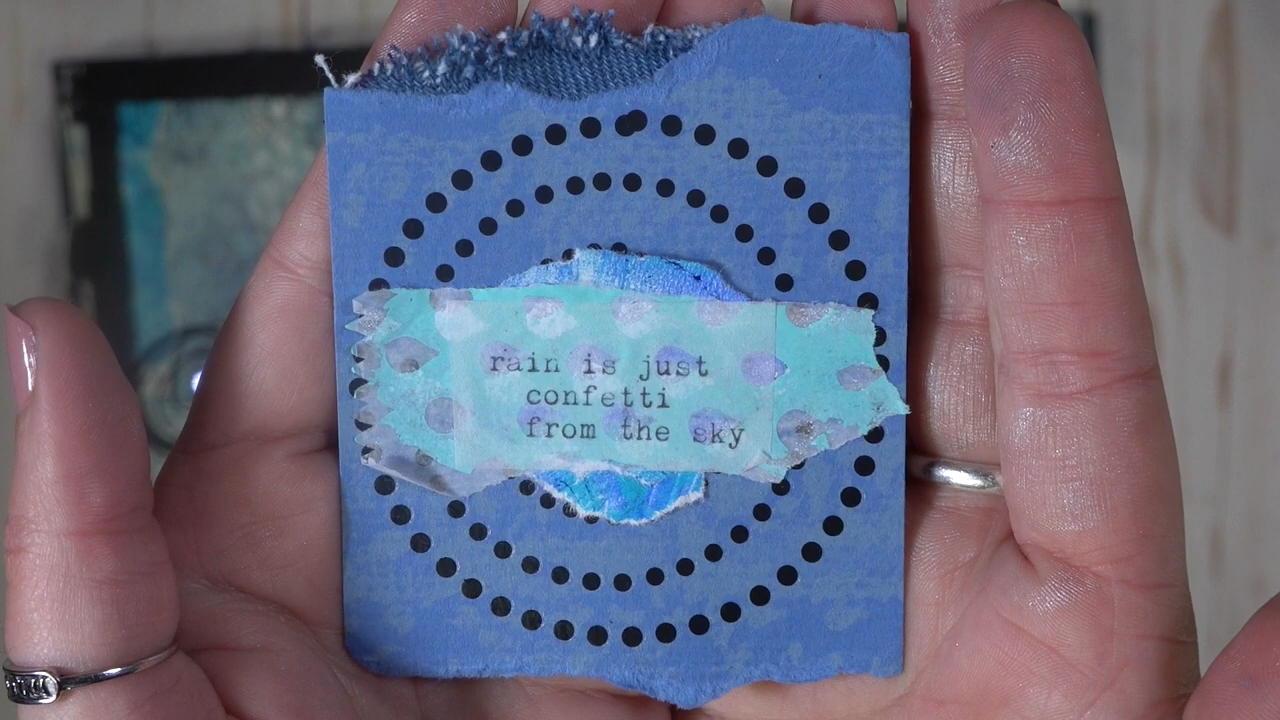 rain is just
confetti
from the sky